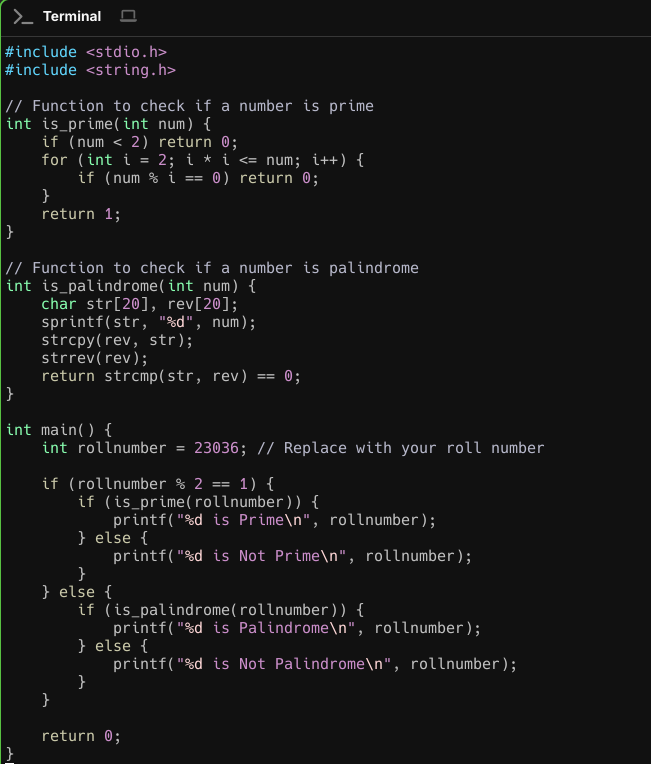 Terminal
#include <stdio.h>
#include <string.h>

// Function to check if a number is prime
int is_prime(int num) {
    if (num < 2) return 0;
    for (int i = 2; i * i <= num; i++) {
        if (num % i == 0) return 0;
    }
    return 1;
}

// Function to check if a number is palindrome
int is_palindrome(int num) {
    char str[20], rev[20];
    sprintf(str, "%d", num);
    strcpy(rev, str);
    strrev(rev);
    return strcmp(str, rev) == 0;
}

int main() {
    int rollnumber = 23036; // Replace with your roll number

    if (rollnumber % 2 == 1) {
        if (is_prime(rollnumber)) {
            printf("%d is Prime\n", rollnumber);
        } else {
            printf("%d is Not Prime\n", rollnumber);
        }
    } else {
        if (is_palindrome(rollnumber)) {
            printf("%d is Palindrome\n", rollnumber);
        } else {
            printf("%d is Not Palindrome\n", rollnumber);
        }
    }

    return 0;
}